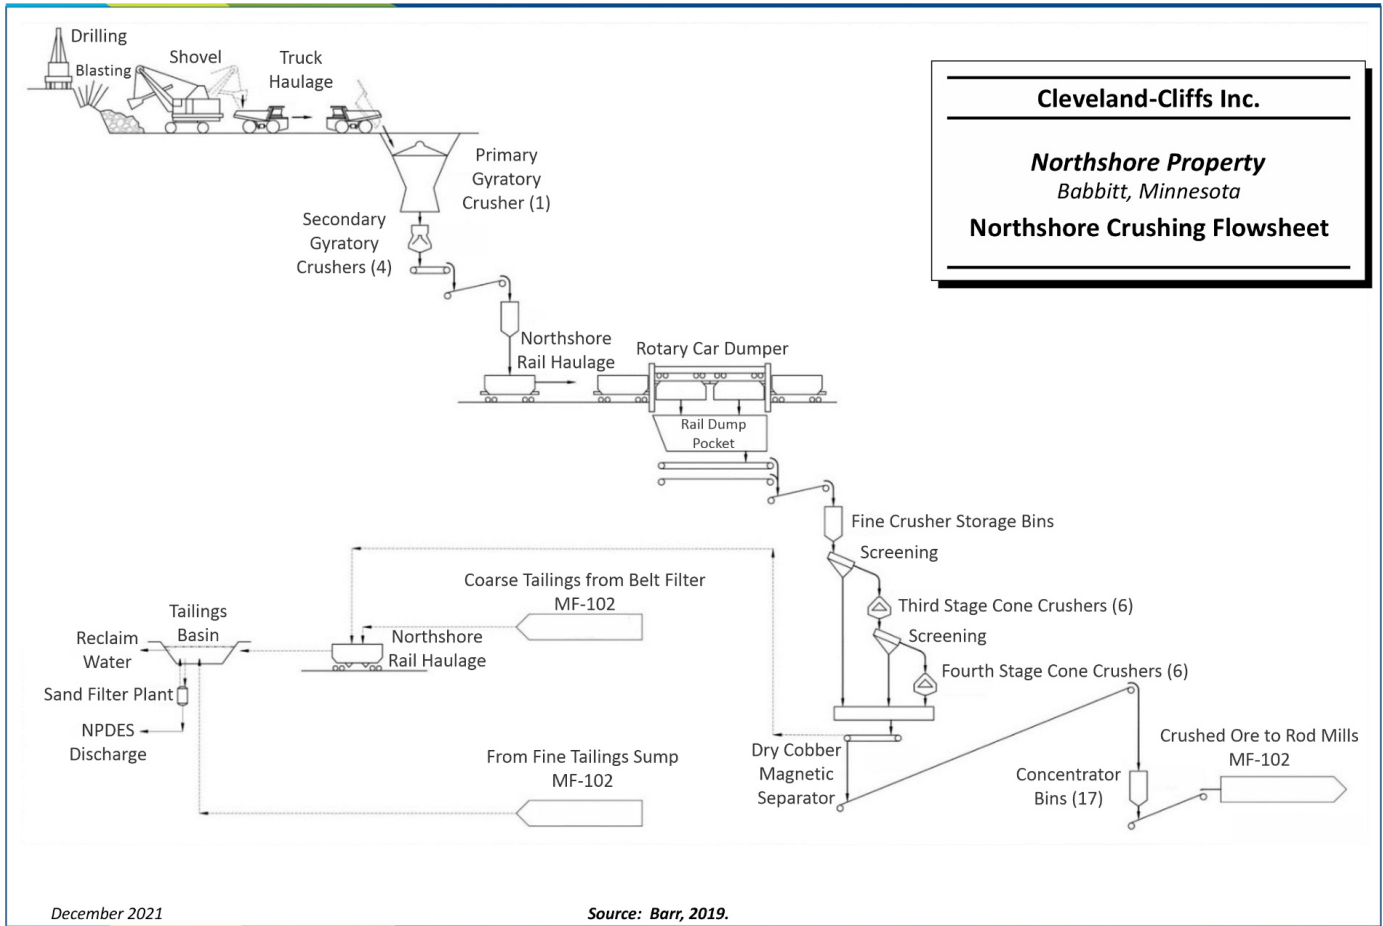 Drilling
Blasting
Shovel
Truck
Haulage
Cleveland-Cliffs Inc.
Northshore Property
Babbitt, Minnesota
Northshore Crushing Flowsheet
Primary
Gyratory
Crusher (1)
Secondary
Gyratory
Crushers (4)
Northshore
Rail Haulage
Rotary Car Dumper
Rail Dump
Pocket
Fine Crusher Storage Bins
Screening
Third Stage Cone Crushers (6)
Screening
Fourth Stage Cone Crushers (6)
Coarse Tailings from Belt Filter
MF-102
Tailings
Basin
Reclaim
Water
Northshore
Rail Haulage
Sand Filter Plant
NPDES
Discharge
From Fine Tailings Sump
MF-102
Dry Cobber
Magnetic
Separator
Concentrator
Bins (17)
Crushed Ore to Rod Mills
MF-102
December 2021
Source: Barr, 2019.